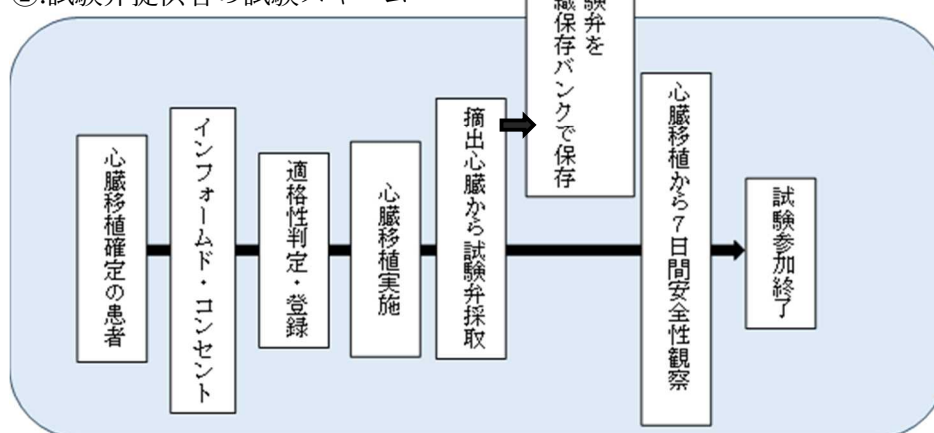 試験弁提供者の試験スキーム
心臓移植確定の患者
インフォームド・コンセント
適格性判定・登録
心臓移植実施
摘出心臓から試験弁採取
験弁を
織保存バンクで保存
心臓移植から7日間安全性観察
試験参加終了